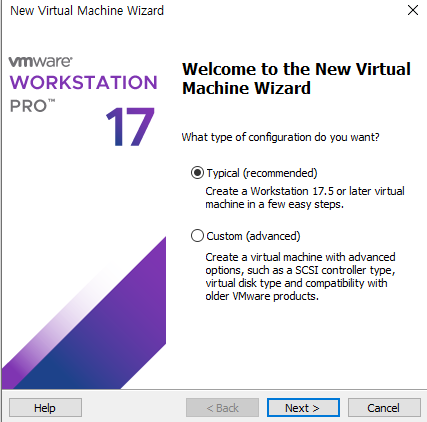 New Virtual Machine Wizard
vmware
WORKSTATION
PRO™
17
Welcome to the New Virtual
Machine Wizard
What type of configuration do you want?
Typical (recommended)
Create a Workstation 17.5 or later virtual
machine in a few easy steps.
Custom (advanced)
Create a virtual machine with advanced
options, such as a SCSI controller type,
virtual disk type and compatibility with
older VMware products.
Help
< Back
Next >
Cancel